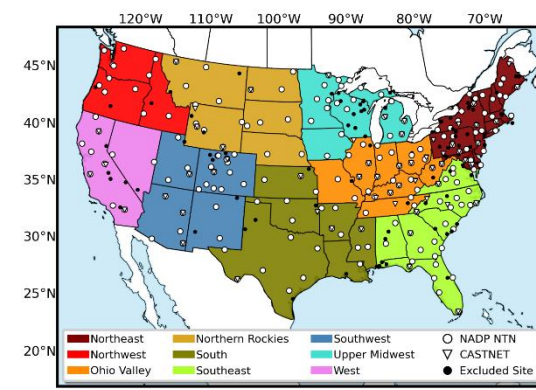 120°W 110°W 100°W 90°W 80°W 70°W
45°N
40°N
35°N
30°N
25°N
20°N
Northeast Northern Rockies Southwest NADP NTN
Northwest South Upper Midwest CASTNET
Ohio Valley Southeast West Excluded Site